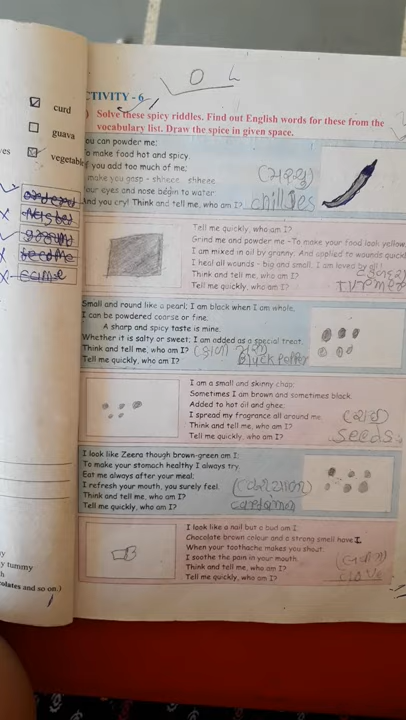 curd
guava
vegetable
CTIVITY - 6
Solve these spicy riddles. Find out English words for these from the
vocabulary list. Draw the spice in given space.
ou can powder me;
o make food hot and spicy.
f you add too much of me;
make you gasp - shheee.. shheee
our eyes and nose begin to water
And you cry! Think and tell me, who am I? chillies
Tell me quickly, who am I?
Grind me and powder me -To make your food look yellow,
I am mixed in oil by granny: And applied to wounds quick
I heal all wounds - big and small, I am loved
Think and tell me, who am I?
Tell me quickly, who am I?
Small and round like a pearl; I am black when I am whole,
I can be powdered coarse or fine;
A sharp and spicy taste is mine.
Whether it is salty or sweet; I am added as a special treat.
Think and tell me, who am I?
Tell me quickly, who am I?
I am a small and skinny chap;
Sometimes I am brown and sometimes black.
Added to hot oil and ghee;
I spread my fragrance all around me.
Think and tell me, who am I?
Tell me quickly, who am I? seeds
I look like Zeera though brown-green am I;
To make your stomach healthy I always try,
Eat me always after your meal;
I refresh your mouth, you surely feel.
Think and tell me, who am I?
Tell me quickly, who am I?
I look like a nail but a bud am I;
Chocolate brown colour and a strong smell have I.
When your toothache makes you shout,
I soothe the pain in your mouth.
Think and tell me, who am I?
Tell me quickly, who am I?
y tummy
h
ulates and so on.)